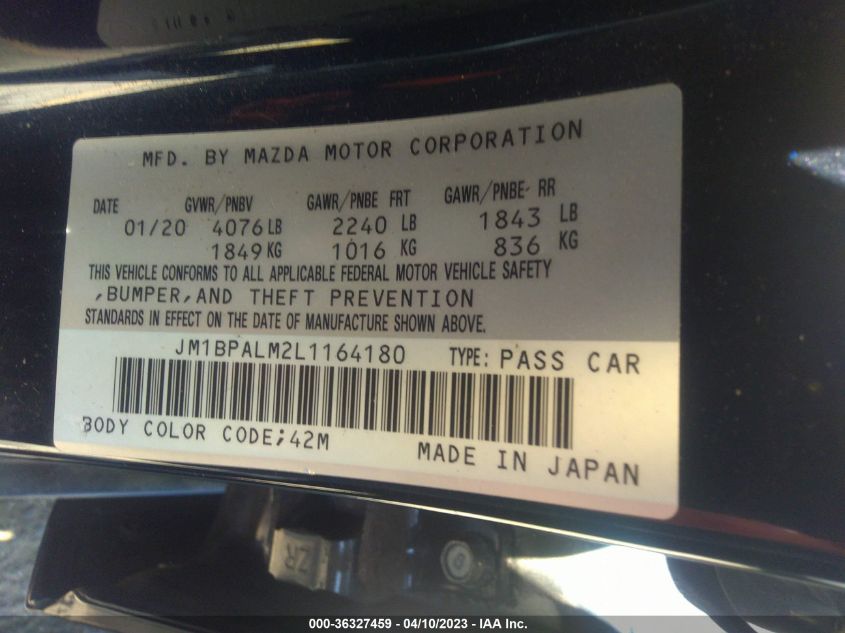 MFD. BY MAZDA MOTOR CORPORATION
DATE GVWR/PNBV GAWR/PNBE FRT GAWR/PNBE- RR
01/20 4076 LB 2240 LB 1843 LB
1849 KG 1016 KG 836 KG
THIS VEHICLE CONFORMS TO ALL APPLICABLE FEDERAL MOTOR VEHICLE SAFETY
,BUMPER,AND THEFT PREVENTION
STANDARDS IN EFFECT ON THE DATE OF MANUFACTURE SHOWN ABOVE.
JM1BPALM2L1164180 TYPE: PASS CAR
BODY COLOR CODE;42M
MADE IN JAPAN
ZR
000-36327459 - 04/10/2023 - IAA Inc.